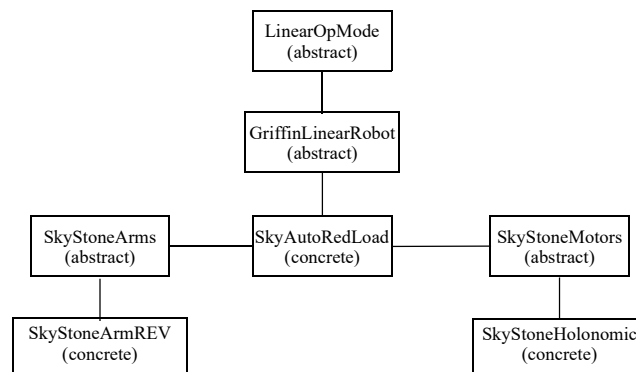 LinearOpMode
(abstract)
GriffinLinearRobot
(abstract)
SkyStoneArms
(abstract)
SkyAutoRedLoad
(concrete)
SkyStoneMotors
(abstract)
SkyStoneArmREV
(concrete)
SkyStoneHolonomic
(concrete)